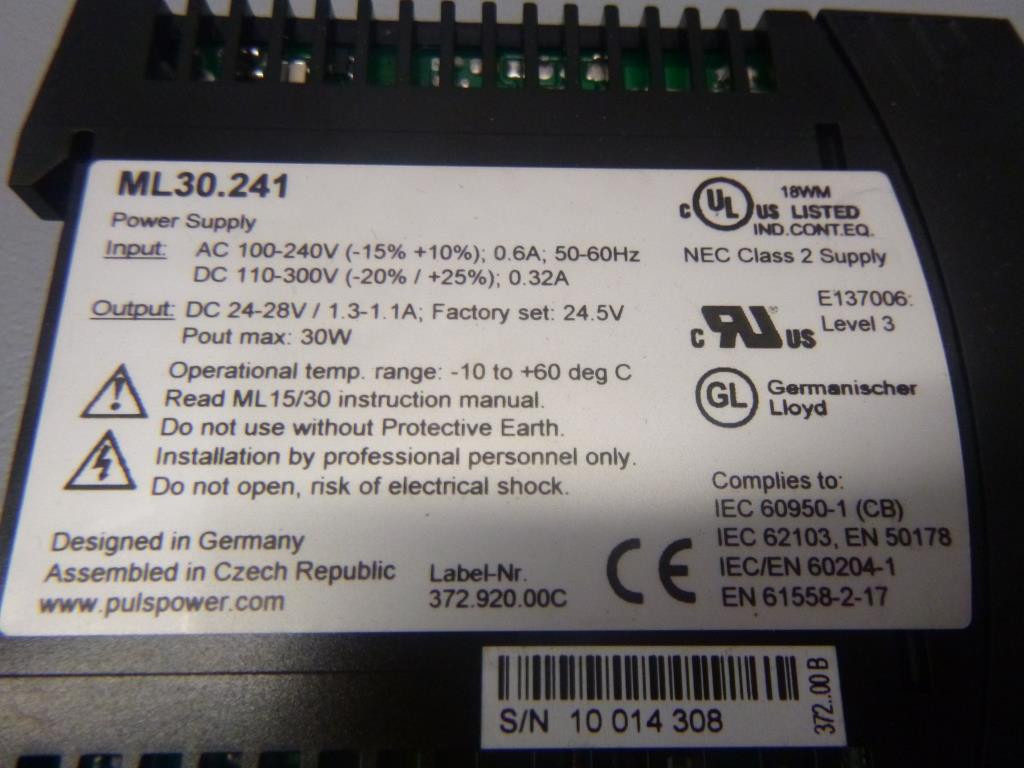 ML30.241
Power Supply
Input: AC 100-240V (-15% +10%); 0.6A; 50-60Hz
DC 110-300V (-20% / +25%); 0.32A
Output: DC 24-28V / 1.3-1.1A; Factory set: 24.5V
Pout max: 30W
Operational temp. range: -10 to +60 deg C
Read ML15/30 instruction manual.
Do not use without Protective Earth.
Installation by professional personnel only.
Do not open, risk of electrical shock.
Designed in Germany
Assembled in Czech Republic
www.pulspower.com
Label-Nr.
372.920.00C
C UL US 18WM
LISTED
IND.CONT.EQ.
NEC Class 2 Supply
C RU US E137006:
Level 3
GL Germanischer
Lloyd
Complies to:
IEC 60950-1 (CB)
IEC 62103, EN 50178
IEC/EN 60204-1
EN 61558-2-17
CE
S/N 10 014 308
372..00 B